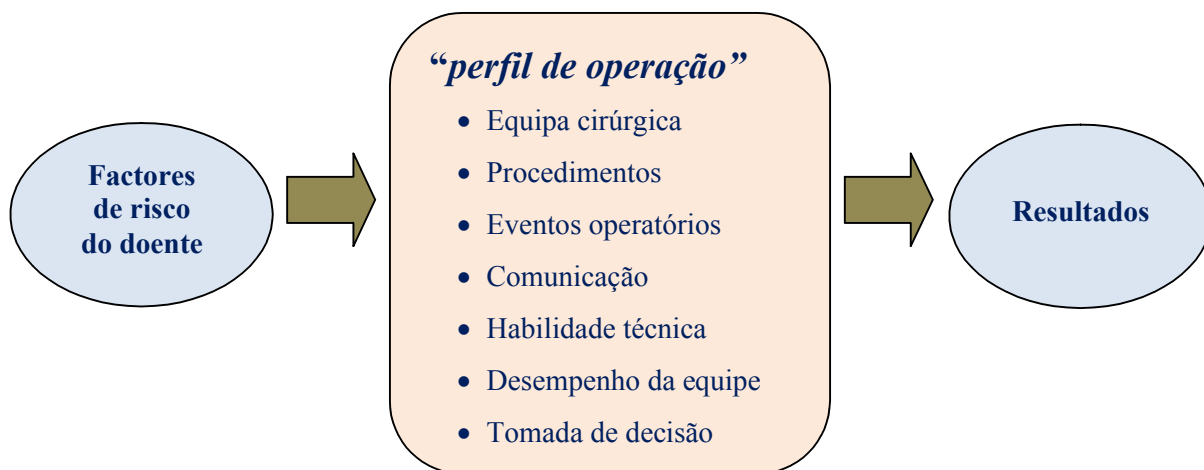 Factores
de risco
do doente
“perfil de operação”
• Equipa cirúrgica
• Procedimentos
• Eventos operatórios
• Comunicação
• Habilidade técnica
• Desempenho da equipe
• Tomada de decisão
Resultados